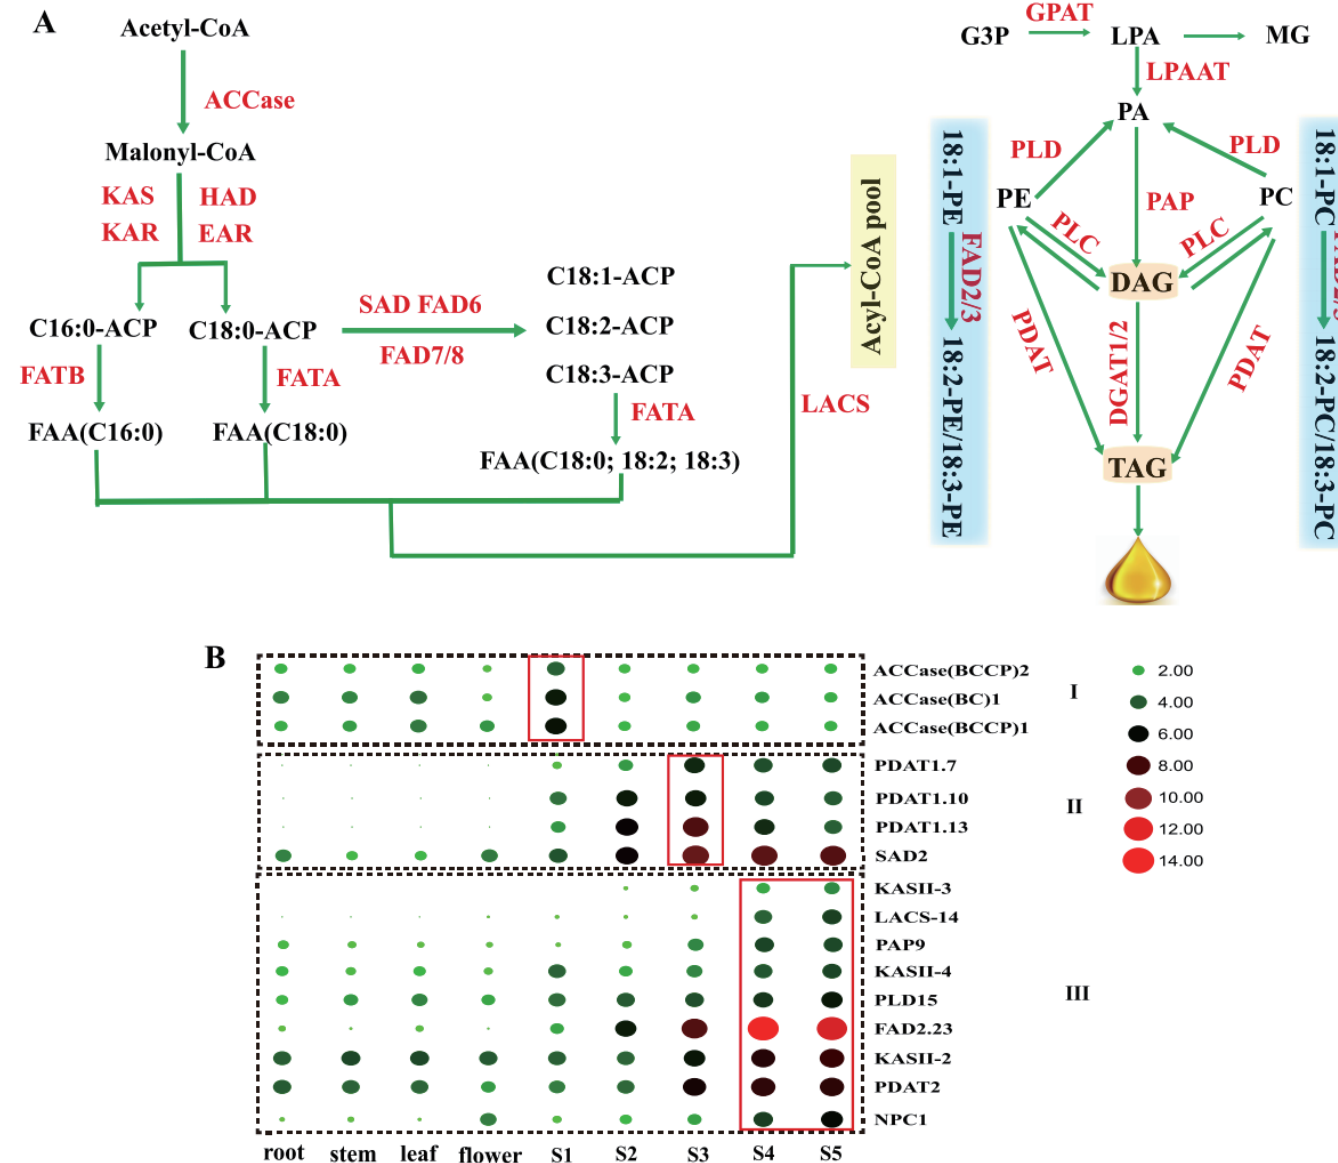 A
Acetyl-CoA
ACCase
Malonyl-CoA
KAS HAD
KAR EAR
C16:0-ACP C18:0-ACP
SAD FAD6
FAD7/8
C18:1-ACP
C18:2-ACP
C18:3-ACP
FATB
FATA
FATA
FAA(C16:0)
FAA(C18:0)
FAA(C18:0; 18:2; 18:3)
LACS
Acyl-CoA pool
G3P GPAT LPA MG
LPAAT
PA
PLD PLD
PE PC
PAP
PLC PLC
DAG
PDAT DGAT1/2 PDAT
TAG
18:1-PE
FAD2/3
18:2-PE/18:3-PE
18:1-PC
18:2-PC/18:3-PC
B
ACCase(BCCP)2
ACCase(BC)1
ACCase(BCCP)1
I
PDAT1.7
PDAT1.10
PDAT1.13
SAD2
II
KASII-3
LACS-14
PAP9
KASII-4
PLD15
FAD2.23
KASII-2
PDAT2
NPC1
III
2.00
4.00
6.00
8.00
10.00
12.00
14.00
root stem leaf flower S1 S2 S3 S4 S5